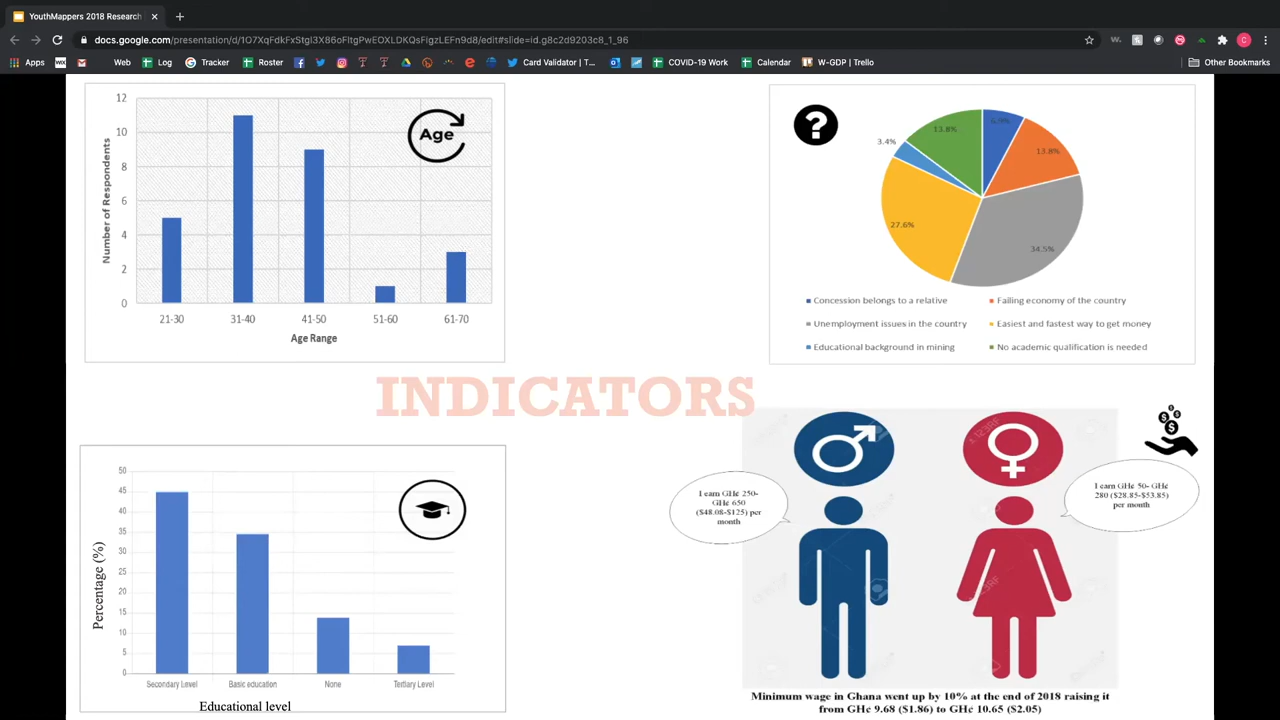 YouthMappers 2018 Research
docs.google.com/presentation/d/1Q7XqFdkFxStgl3X86oFltgPwEOXLDKQsFigzLEFn9d8/edit#slide=id.g8c2d9203c8_1_96
Apps
Web
Log
Tracker
Roster
Card Validator | T...
COVID-19 Work
Calendar
W-GDP | Trello
Other Bookmarks
12
10
8
6
4
2
0
Number of Respondents
21-30
31-40
41-50
51-60
61-70
Age Range
Age
?
6.9%
13.8%
34.5%
27.6%
3.4%
13.8%
Concession belongs to a relative
Failing economy of the country
Unemployment issues in the country
Easiest and fastest way to get money
Educational background in mining
No academic qualification is needed
INDICATORS
50
45
40
35
30
25
20
15
10
5
0
Percentage (%)
Secondary Level
Basic education
None
Tertiary Level
Educational level
I earn GH¢ 250-
GH¢ 650
($48.08-$125) per
month
I earn GH¢ 50- GH¢
280 ($28.85-$53.85)
per month
123RF
Minimum wage in Ghana went up by 10% at the end of 2018 raising it
from GH¢ 9.68 ($1.86) to GH¢ 10.65 ($2.05)